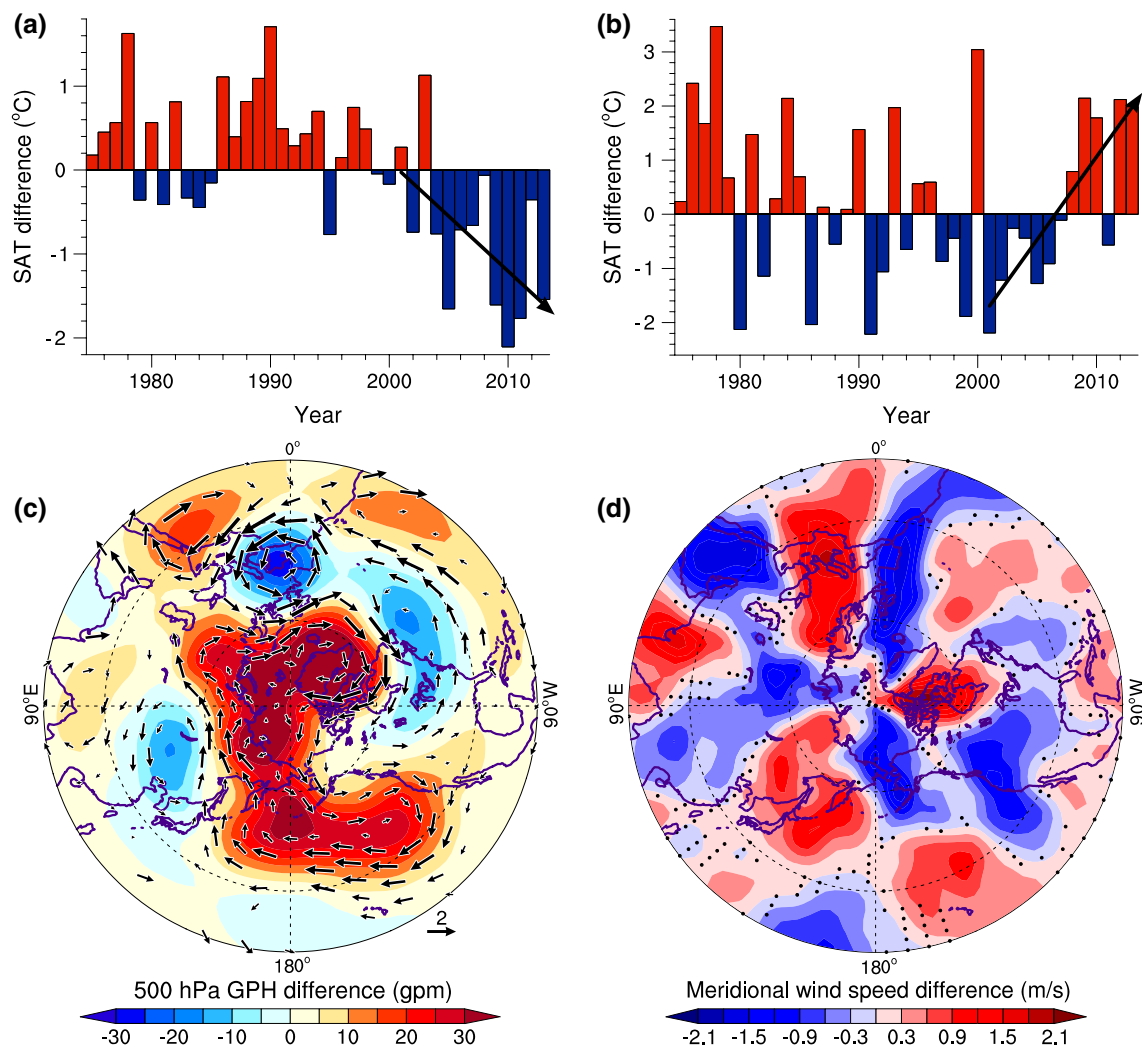 (a)
SAT difference (°C)
1
0
-1
-2
1980 1990 2000 2010
Year
(b)
SAT difference (°C)
3
2
1
0
-1
-2
1980 1990 2000 2010
Year
(c)
0°
90°E
90°W
180°
2
500 hPa GPH difference (gpm)
-30 -20 -10 0 10 20 30
(d)
0°
90°E
90°W
180°
Meridional wind speed difference (m/s)
-2.1 -1.5 -0.9 -0.3 0.3 0.9 1.5 2.1